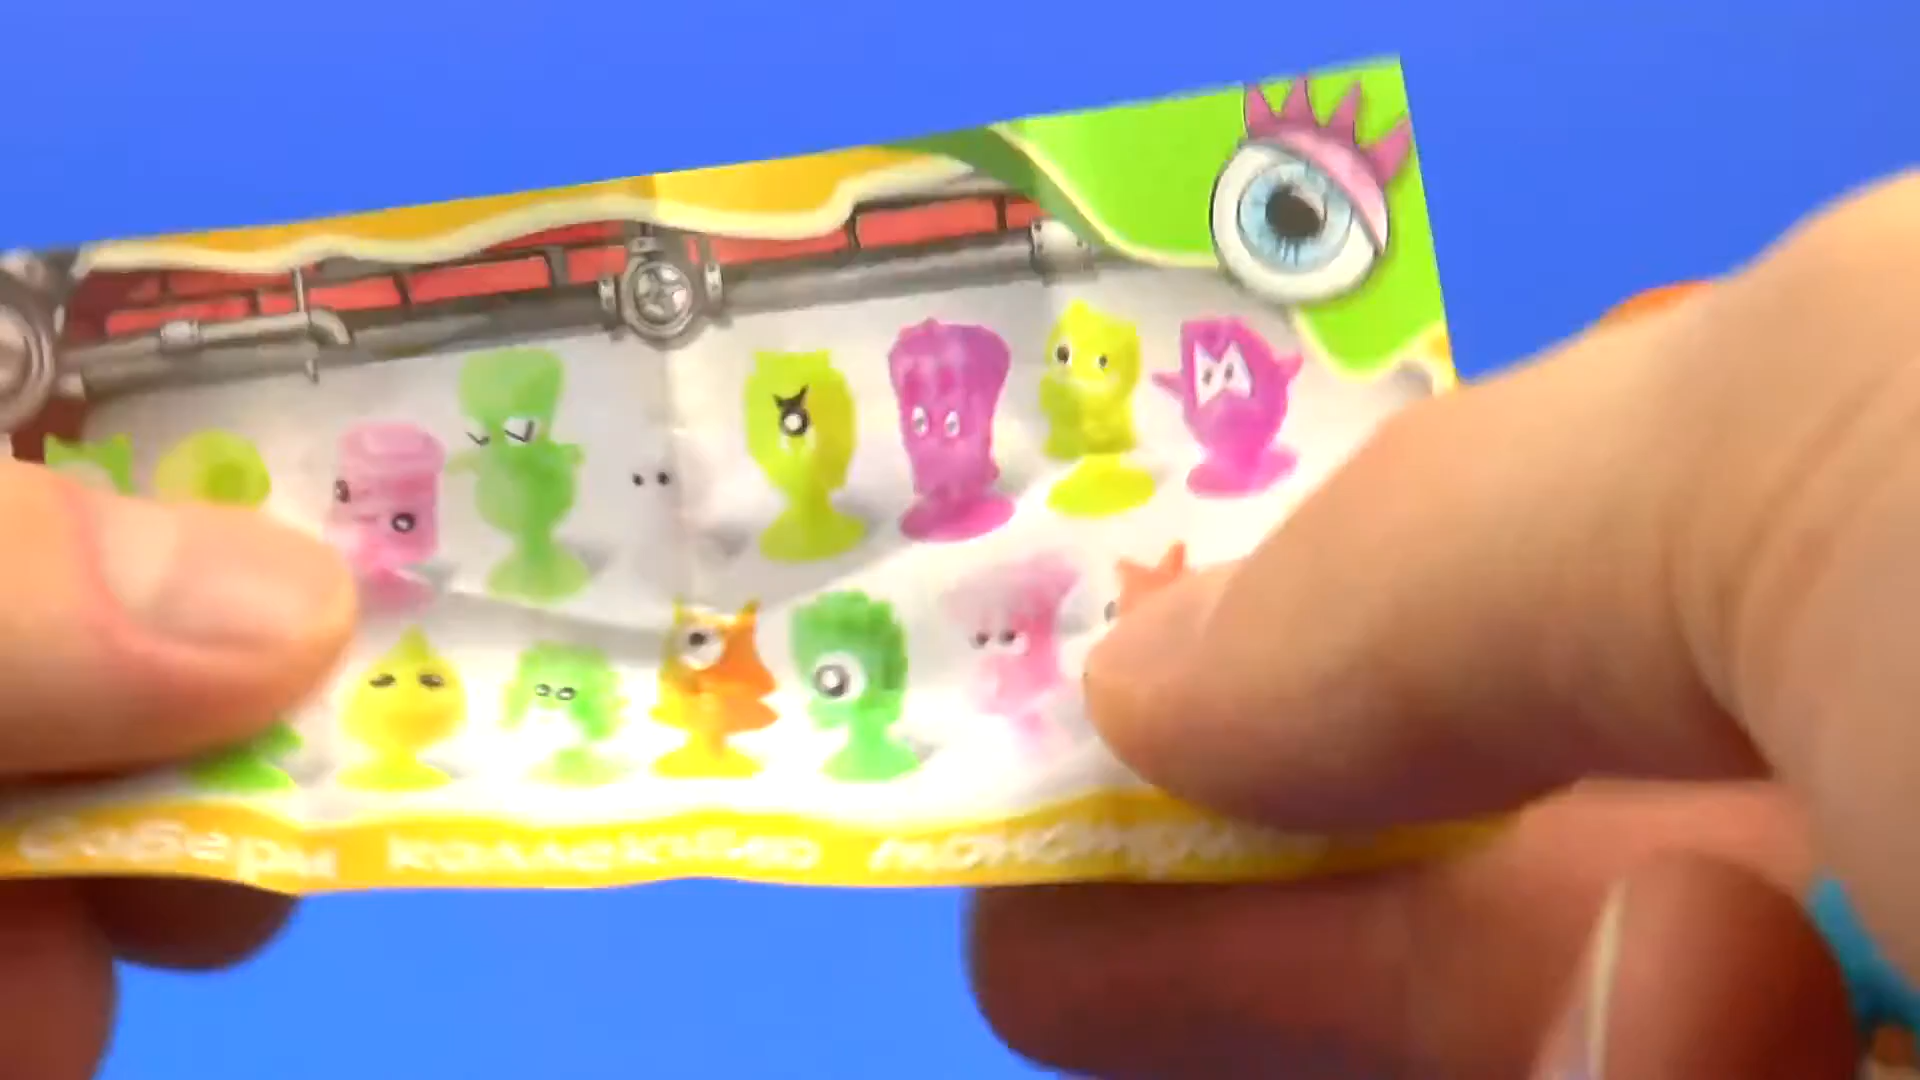 Собери коллекцию монстриков